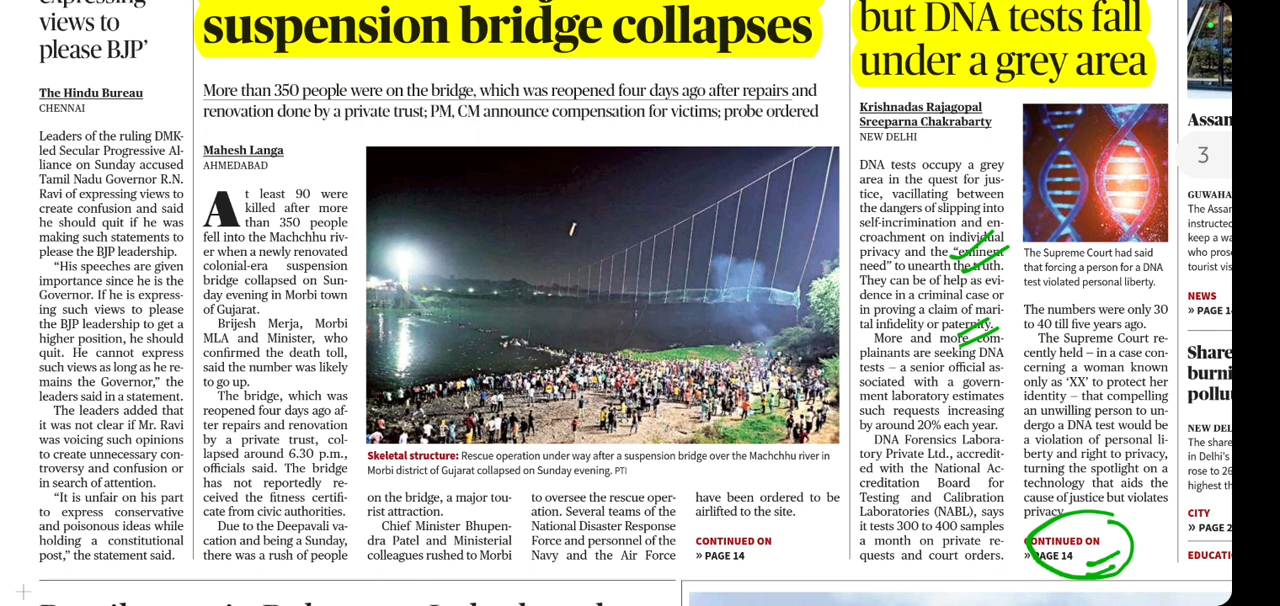 expressing
views to
please BJP’
The Hindu Bureau
CHENNAI
Leaders of the ruling DMK-
led Secular Progressive Al-
liance on Sunday accused
Tamil Nadu Governor R.N.
Ravi of expressing views to
create confusion and said
he should quit if he was
making such statements to
please the BJP leadership.
“His speeches are given
importance since he is the
Governor. If he is express-
ing such views to please
the BJP leadership to get a
higher position, he should
quit. He cannot express
such views as long as he re-
mains the Governor,” the
leaders said in a statement.
The leaders added that
it was not clear if Mr. Ravi
was voicing such opinions
to create unnecessary con-
troversy and confusion or
in search of attention.
“It is unfair on his part
to express conservative
and poisonous ideas while
holding a constitutional
post,” the statement said.
suspension bridge collapses
More than 350 people were on the bridge, which was reopened four days ago after repairs and
renovation done by a private trust; PM, CM announce compensation for victims; probe ordered
Mahesh Langa
AHMEDABAD
At least 90 were
killed after more
than 350 people
fell into the Machchhu riv-
er when a newly renovated
colonial-era suspension
bridge collapsed on Sun-
day evening in Morbi town
of Gujarat.
Brijesh Merja, Morbi
MLA and Minister, who
confirmed the death toll,
said the number was likely
to go up.
The bridge, which was
reopened four days ago af-
ter repairs and renovation
by a private trust, col-
lapsed around 6.30 p.m.,
officials said. The bridge
has not reportedly re-
ceived the fitness certifi-
cate from civic authorities.
Due to the Deepavali va-
cation and being a Sunday,
there was a rush of people
Skeletal structure: Rescue operation under way after a suspension bridge over the Machchhu river in
Morbi district of Gujarat collapsed on Sunday evening. PTI
on the bridge, a major tou-
rist attraction.
Chief Minister Bhupen-
dra Patel and Ministerial
colleagues rushed to Morbi
to oversee the rescue oper-
ation. Several teams of the
National Disaster Response
Force and personnel of the
Navy and the Air Force
have been ordered to be
airlifted to the site.
CONTINUED ON
» PAGE 14
but DNA tests fall
under a grey area
Krishnadas Rajagopal
Sreeparna Chakrabarty
NEW DELHI
DNA tests occupy a grey
area in the quest for jus-
tice, vacillating between
the dangers of slipping into
self-incrimination and en-
croachment on individual
privacy and the “eminent
need” to unearth the truth.
They can be of help as evi-
dence in a criminal case or
in proving a claim of mari-
tal infidelity or paternity.
More and more com-
plainants are seeking DNA
tests – a senior official as-
sociated with a govern-
ment laboratory estimates
such requests increasing
by around 20% each year.
DNA Forensics Labora-
tory Private Ltd., accredit-
ed with the National Ac-
creditation Board for
Testing and Calibration
Laboratories (NABL), says
it tests 300 to 400 samples
a month on private re-
quests and court orders.
The Supreme Court had said
that forcing a person for a DNA
test violated personal liberty.
The numbers were only 30
to 40 till five years ago.
The Supreme Court re-
cently held – in a case con-
cerning a woman known
only as ‘XX’ to protect her
identity – that compelling
an unwilling person to un-
dergo a DNA test would be
a violation of personal li-
berty and right to privacy,
turning the spotlight on a
technology that aids the
cause of justice but violates
privacy.
CONTINUED ON
» PAGE 14
3
The Assar
instructed
keep a wa
who prose
tourist vis
NEWS
» PAGE 1
Share
burni
NEW DEL
The share
in Delhi's
rose to 26
highest th
CITY
» PAGE 2